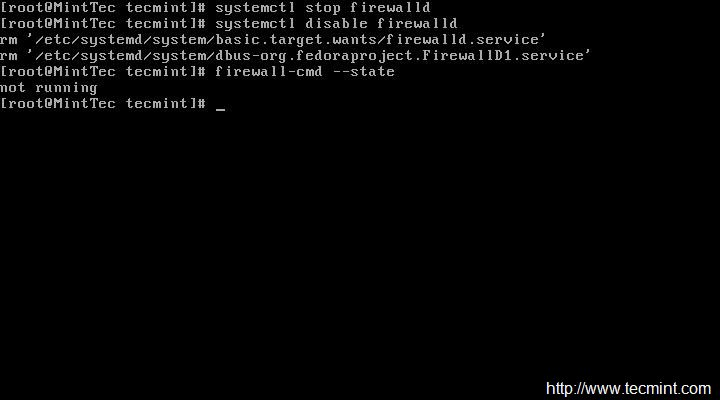 [root@MintTec tecmint]# systemctl stop firewalld
[root@MintTec tecmint]# systemctl disable firewalld
rm '/etc/systemd/system/basic.target.wants/firewalld.service'
rm '/etc/systemd/system/dbus-org.fedoraproject.FirewallD1.service'
[root@MintTec tecmint]# firewall-cmd --state
not running
[root@MintTec tecmint]# _
http://www.tecmint.com